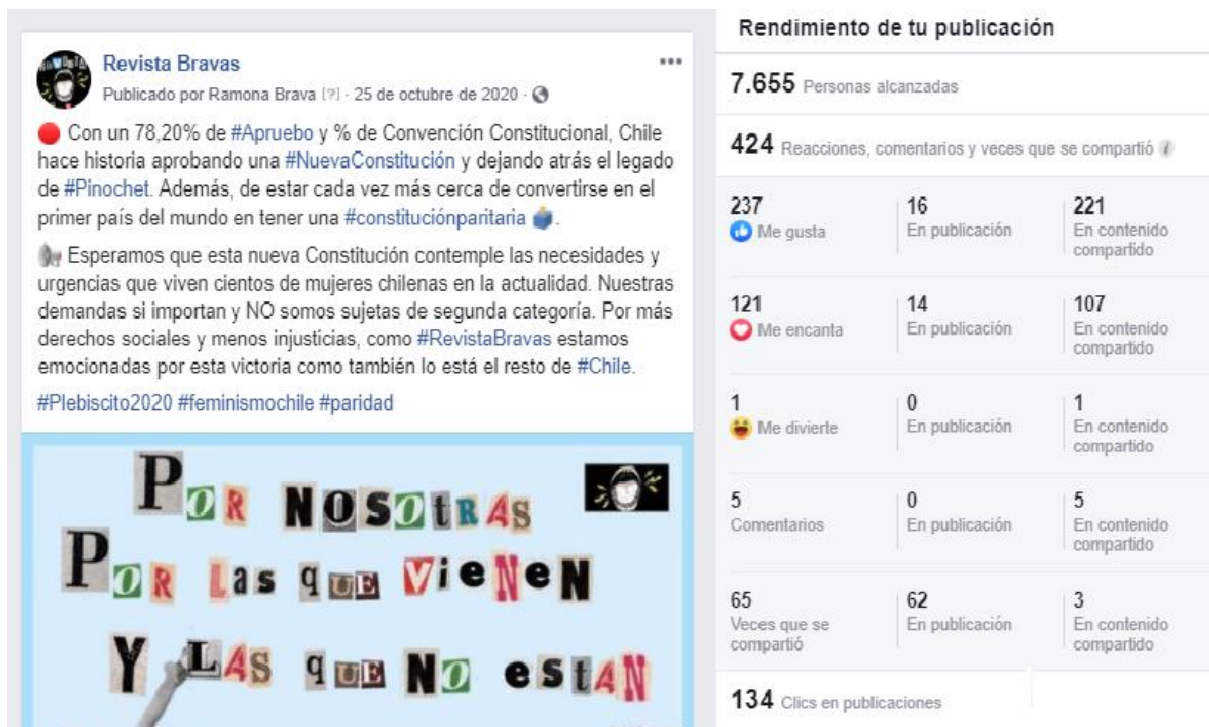 Revista Bravas
Publicado por Ramona Brava [?] · 25 de octubre de 2020 ·
Con un 78,20% de #Apruebo y % de Convención Constitucional, Chile
hace historia aprobando una #NuevaConstitución y dejando atrás el legado
de #Pinochet. Además, de estar cada vez más cerca de convertirse en el
primer país del mundo en tener una #constituciónparitaria.
Esperamos que esta nueva Constitución contemple las necesidades y
urgencias que viven cientos de mujeres chilenas en la actualidad. Nuestras
demandas si importan y NO somos sujetas de segunda categoría. Por más
derechos sociales y menos injusticias, como #RevistaBravas estamos
emocionadas por esta victoria como también lo está el resto de #Chile.
#Plebiscito2020 #feminismochile #paridad
POR NOSOtRAS
POR Las qUE VieNeN
Y LAS qUE NO estAN
Rendimiento de tu publicación
7.655 Personas alcanzadas
424 Reacciones, comentarios y veces que se compartió
237
Me gusta
16
En publicación
221
En contenido
compartido
121
Me encanta
14
En publicación
107
En contenido
compartido
1
Me divierte
0
En publicación
1
En contenido
compartido
5
Comentarios
0
En publicación
5
En contenido
compartido
65
Veces que se
compartió
62
En publicación
3
En contenido
compartido
134 Clics en publicaciones